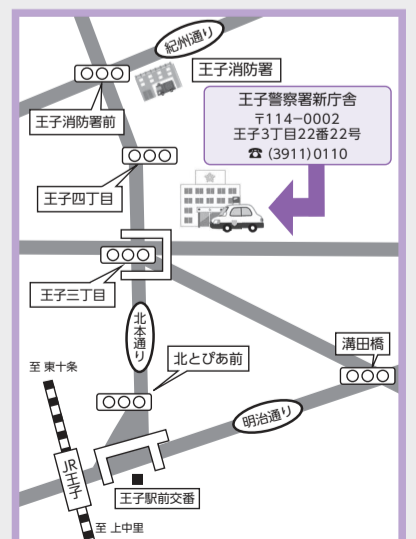 紀州通り
王子消防署
王子消防署前
王子警察署新庁舎
〒114−0002
王子3丁目22番22号
☎ (3911)0110
王子四丁目
王子三丁目
北本通り
北とぴあ前
溝田橋
至 東十条
明治通り
JR王子
王子駅前交番
至 上中里